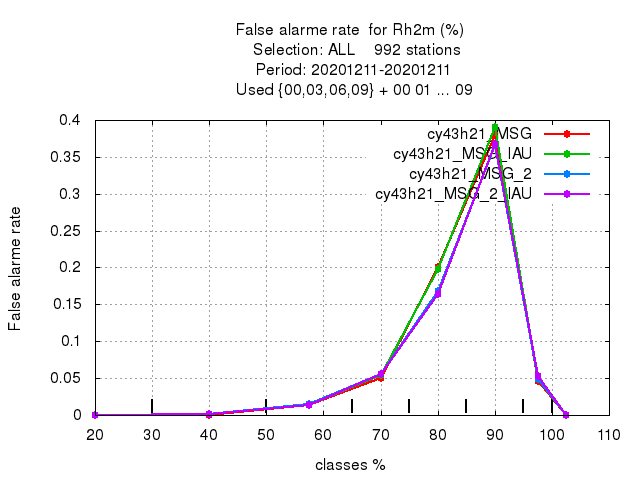 False alarme rate  for Rh2m (%)
Selection: ALL    992 stations
Period: 20201211-20201211
Used {00,03,06,09} + 00 01 ... 09
cy43h21_MSG
cy43h21_MSG_IAU
cy43h21_MSG_2
cy43h21_MSG_2_IAU
0.4
0.35
0.3
0.25
0.2
0.15
0.1
0.05
0
False alarme rate
20 30 40 50 60 70 80 90 100 110
classes %